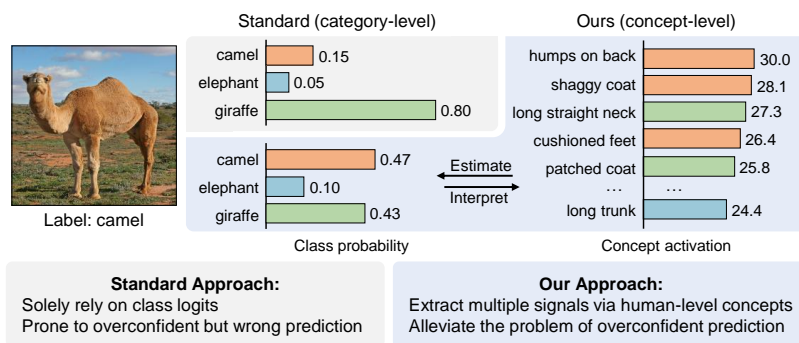 Standard (category-level)
camel 0.15
elephant 0.05
giraffe 0.80
Label: camel
camel 0.47
elephant 0.10
giraffe 0.43
Class probability
Estimate
Interpret
Ours (concept-level)
humps on back 30.0
shaggy coat 28.1
long straight neck 27.3
cushioned feet 26.4
patched coat 25.8
... ...
long trunk 24.4
Concept activation
Standard Approach:
Solely rely on class logits
Prone to overconfident but wrong prediction
Our Approach:
Extract multiple signals via human-level concepts
Alleviate the problem of overconfident prediction